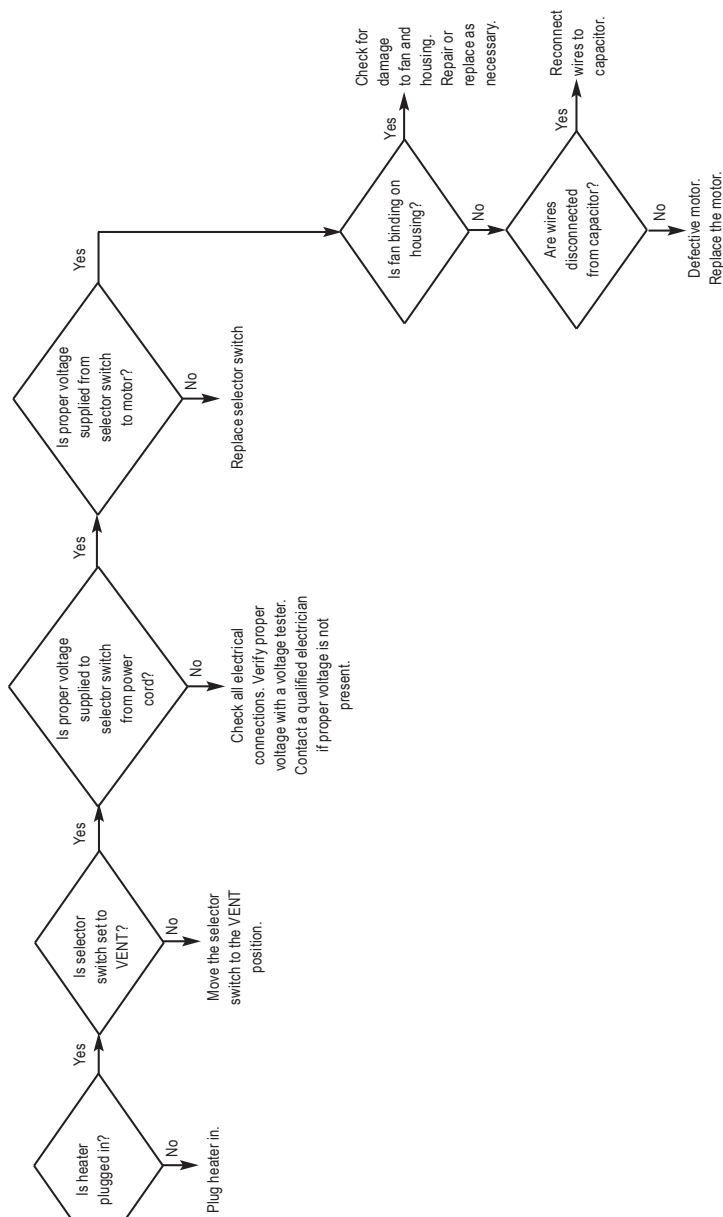 Is heater
plugged in?
No
Plug heater in.
Yes
Is selector
switch set to
VENT?
No
Move the selector
switch to the VENT
position.
Yes
Is proper voltage
supplied to
selector switch
from power
cord?
No
Check all electrical
connections. Verify proper
voltage with a voltage tester.
Contact a qualified electrician
if proper voltage is not
present.
Yes
Is proper voltage
supplied from
selector switch
to motor?
No
Replace selector switch
Yes
Is fan binding on
housing?
Yes
Check for
damage
to fan and
housing.
Repair or
replace as
necessary.
No
Are wires
disconnected
from capacitor?
Yes
Reconnect
wires to
capacitor.
No
Defective motor.
Replace the motor.